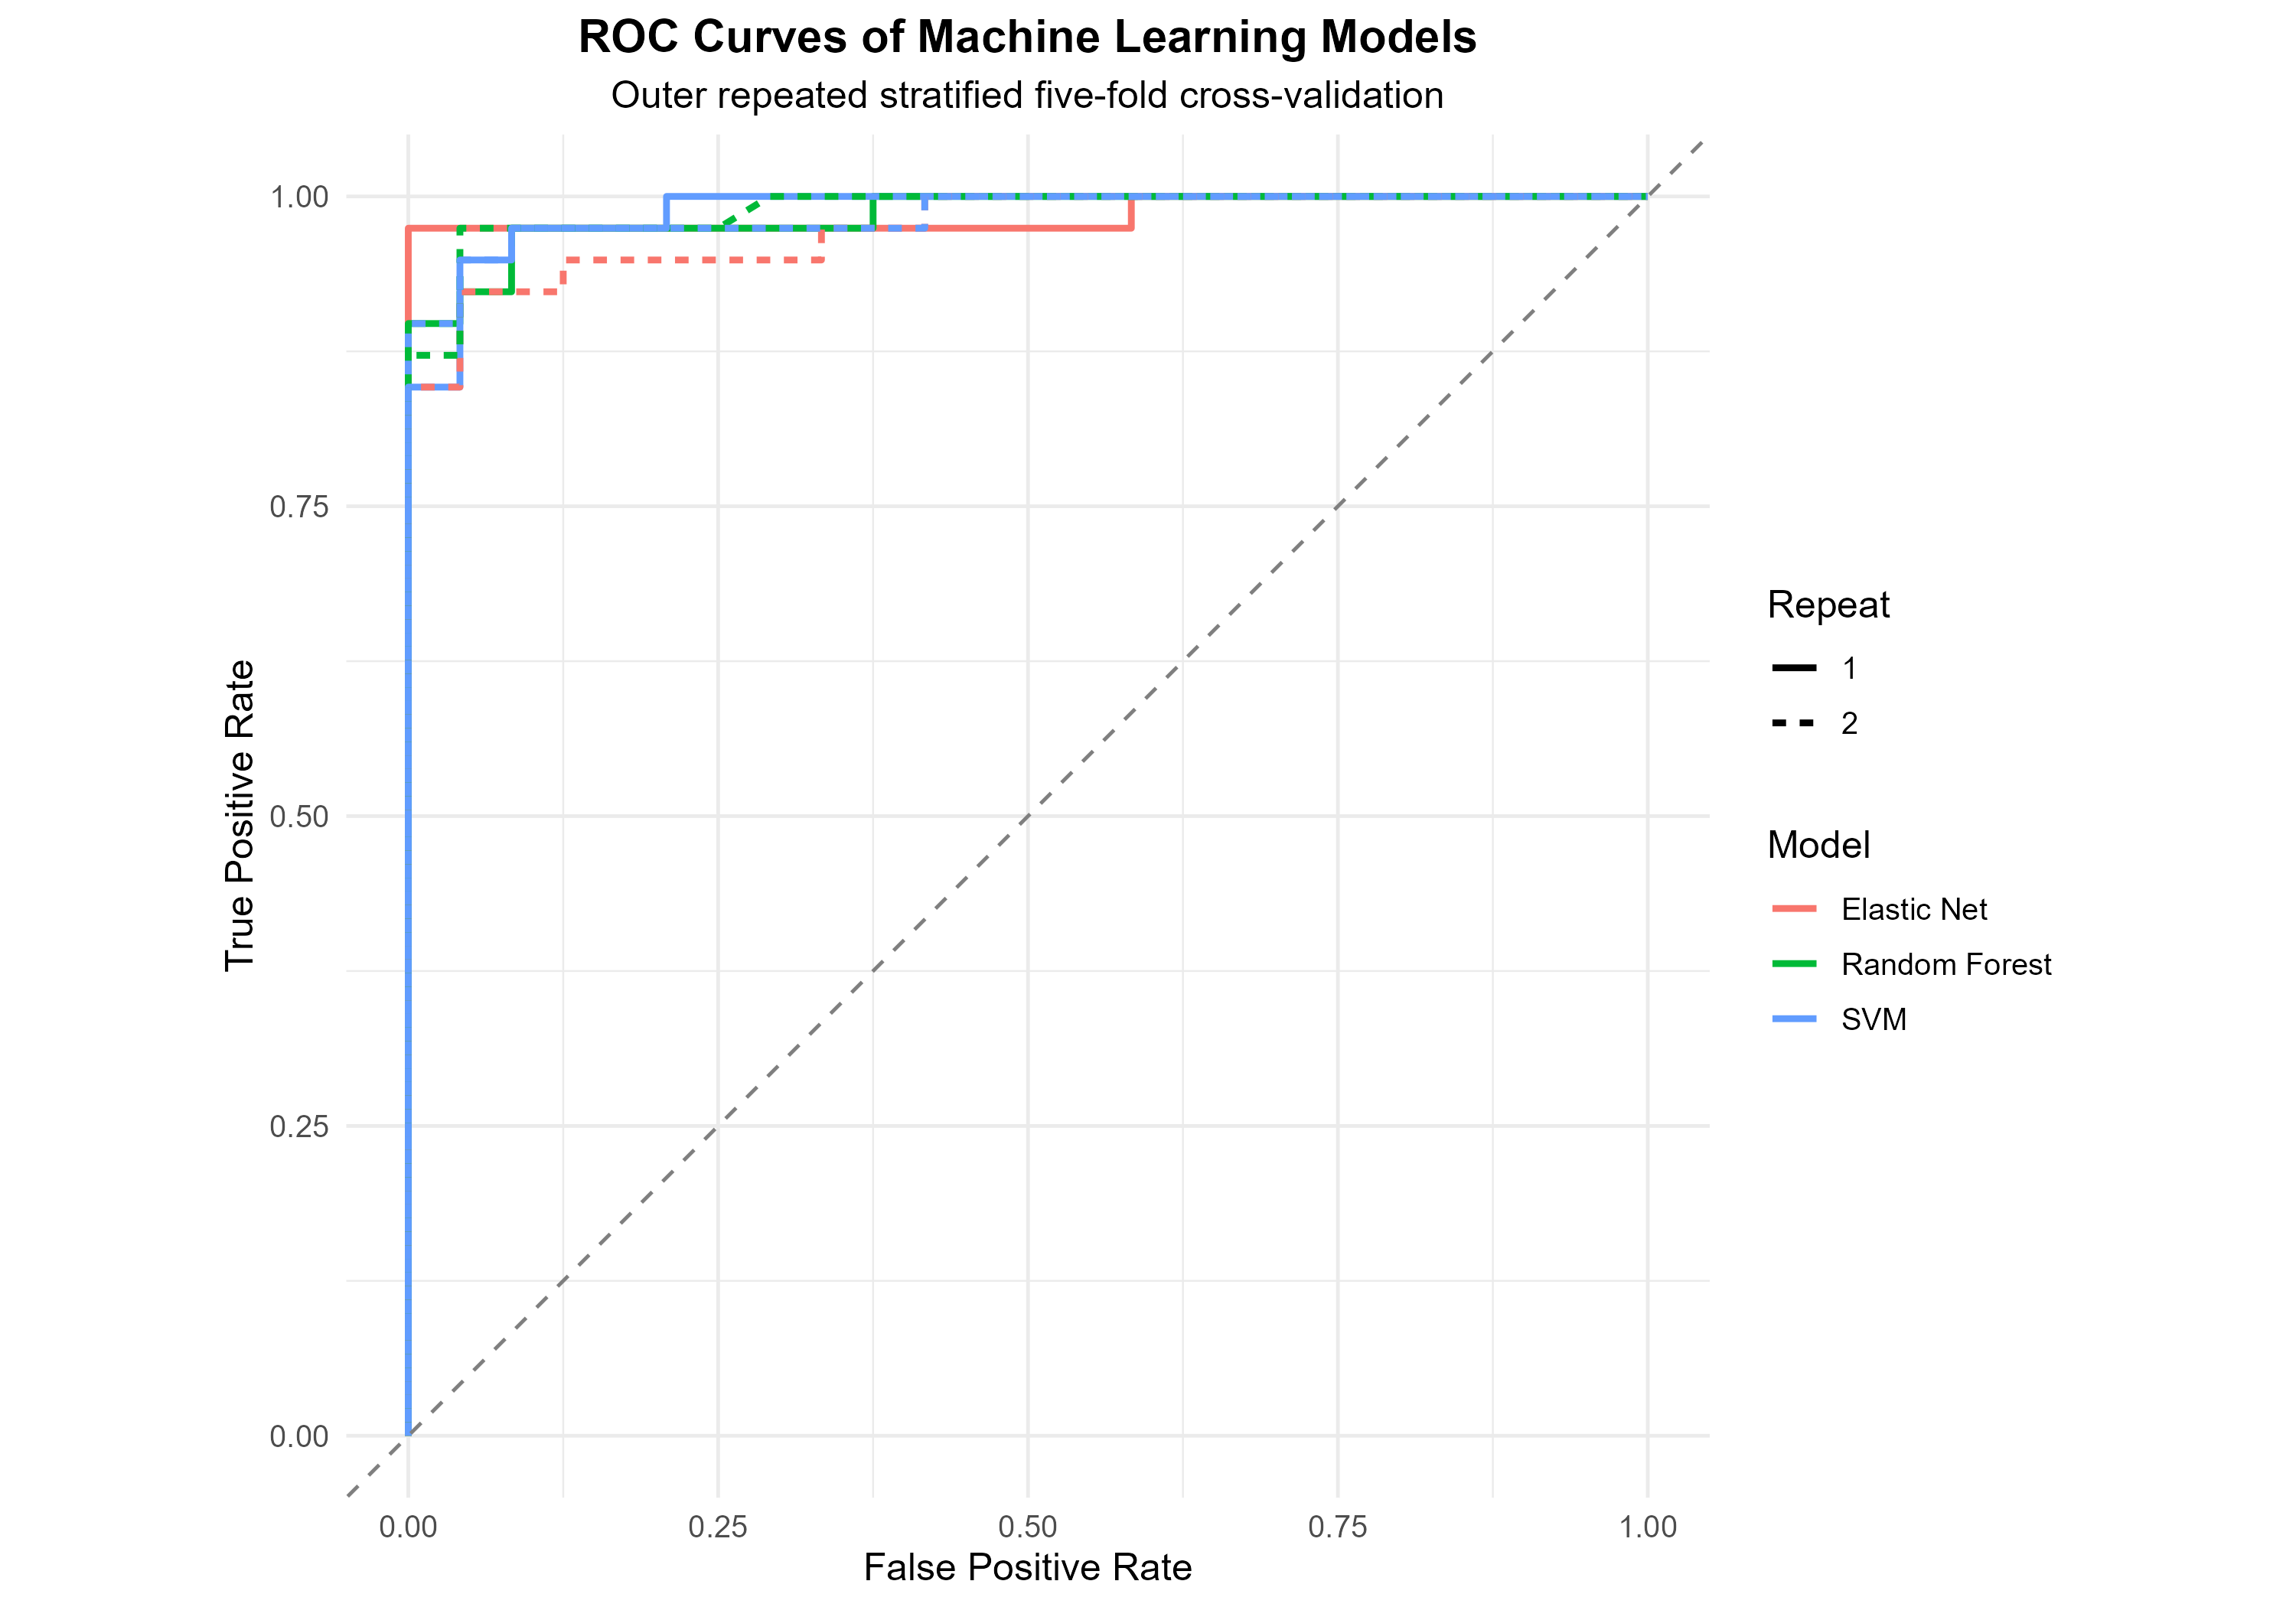 ROC Curves of Machine Learning Models
Outer repeated stratified five-fold cross-validation
True Positive Rate
1.00
0.75
0.50
0.25
0.00
0.00
0.25
0.50
0.75
1.00
False Positive Rate
Repeat
1
2
Model
Elastic Net
Random Forest
SVM